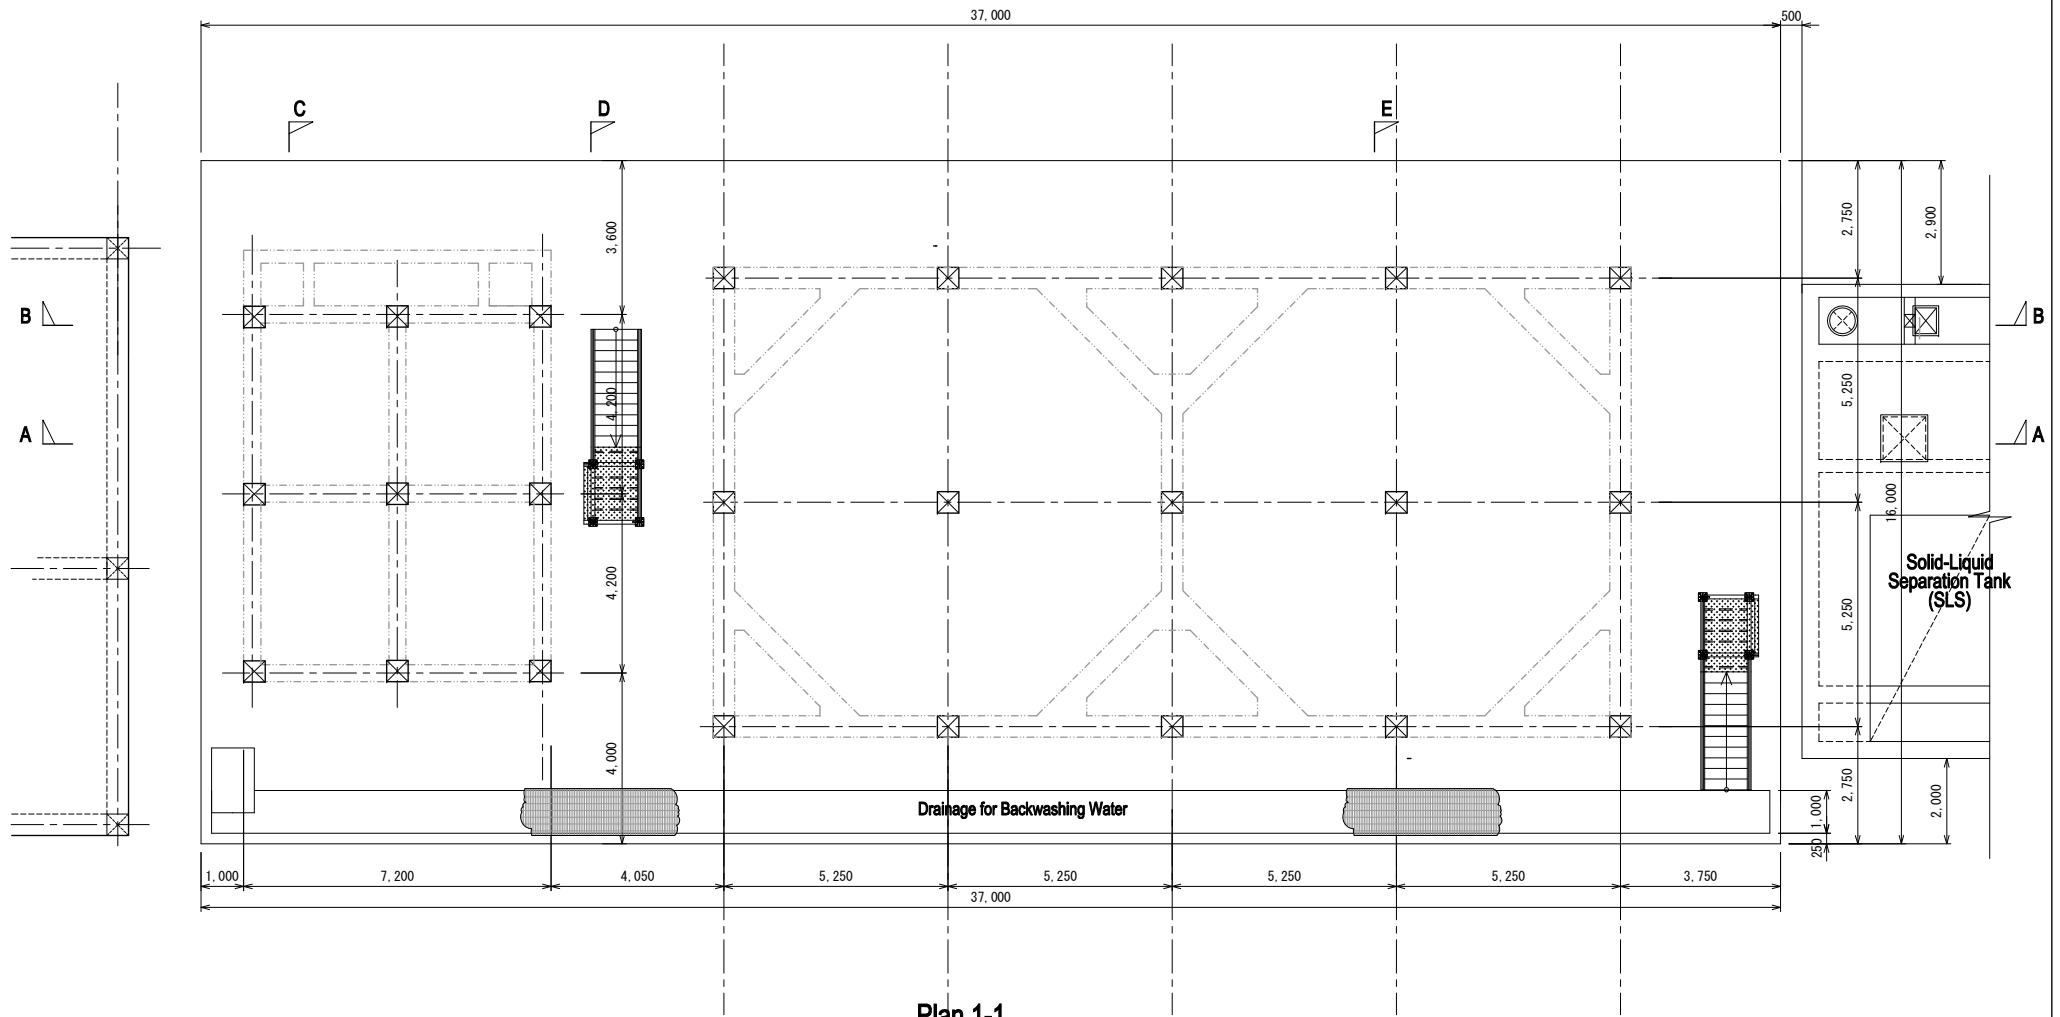 37,000
500
C
D
E
3,600
2,750
2,900
B
B
4,200
5,250
A
A
16,000
Solid-Liquid
Separation Tank
(SLS)
4,200
5,250
4,000
2,750
Drainage for Backwashing Water
1,000
2,000
250
1,000
7,200
4,050
5,250
5,250
5,250
5,250
3,750
37,000
Plan 1-1